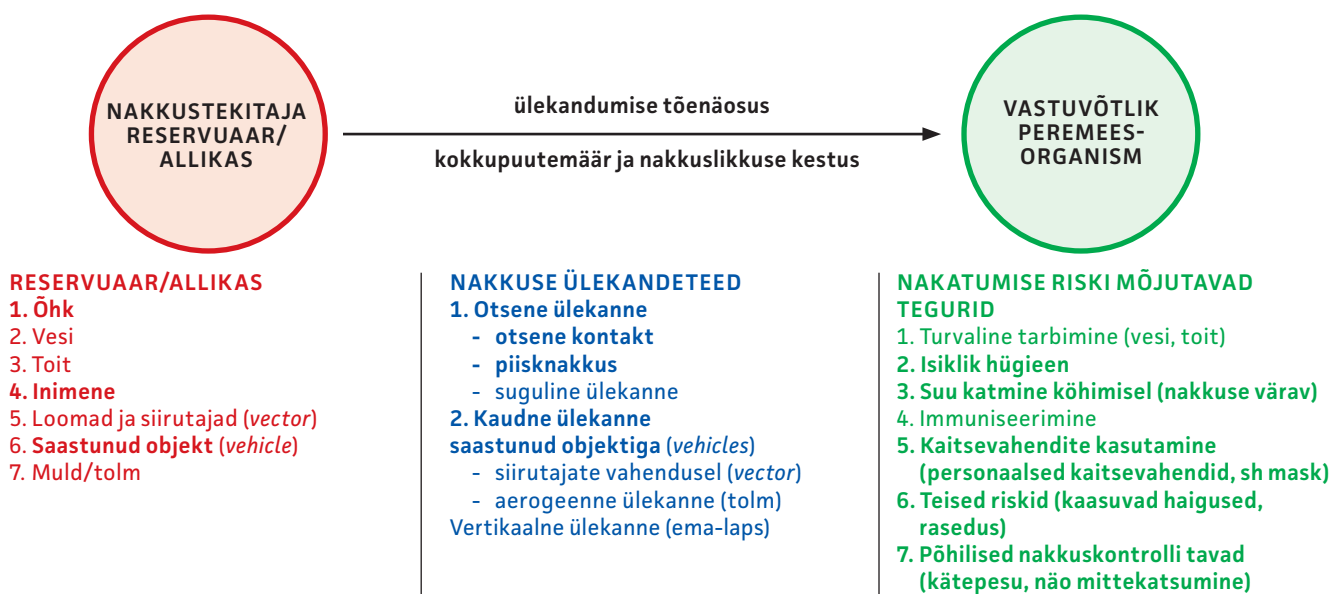 NAKKUSTEKITAJA
RESERVUAAR/
ALLIKAS
ülekandumise tõenäosus
kokkupuutemäär ja nakkuslikkuse kestus
VASTUVÕTLIK
PEREMEES-
ORGANISM
RESERVUAAR/ALLIKAS
1. Õhk
2. Vesi
3. Toit
4. Inimene
5. Loomad ja siirutajad (vector)
6. Saastunud objekt (vehicle)
7. Muld/tolm
NAKKUSE ÜLEKANDETEED
1. Otsene ülekanne
- otsene kontakt
- piisknakkus
- suguline ülekanne
2. Kaudne ülekanne
saastunud objektiga (vehicles)
- siirutajate vahendusel (vector)
- aerogeenne ülekanne (tolm)
Vertikaalne ülekanne (ema-laps)
NAKATUMISE RISKI MÕJUTAVAD
TEGURID
1. Turvaline tarbimine (vesi, toit)
2. Isiklik hügieen
3. Suu katmine köhimisel (nakkuse värav)
4. Immuniseerimine
5. Kaitsevahendite kasutamine
(personaalsed kaitsevahendid, sh mask)
6. Teised riskid (kaasuvad haigused,
rasedus)
7. Põhilised nakkuskontrolli tavad
(kätepesu, näo mittekatsumine)